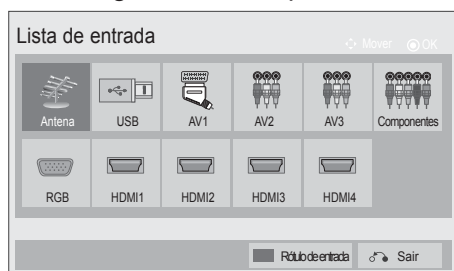 Lista de entrada
Mover OK
Antena USB AV1 AV2 AV3 Componentes
RGB HDMI1 HDMI2 HDMI3 HDMI4
Rótulo de entrada Sair